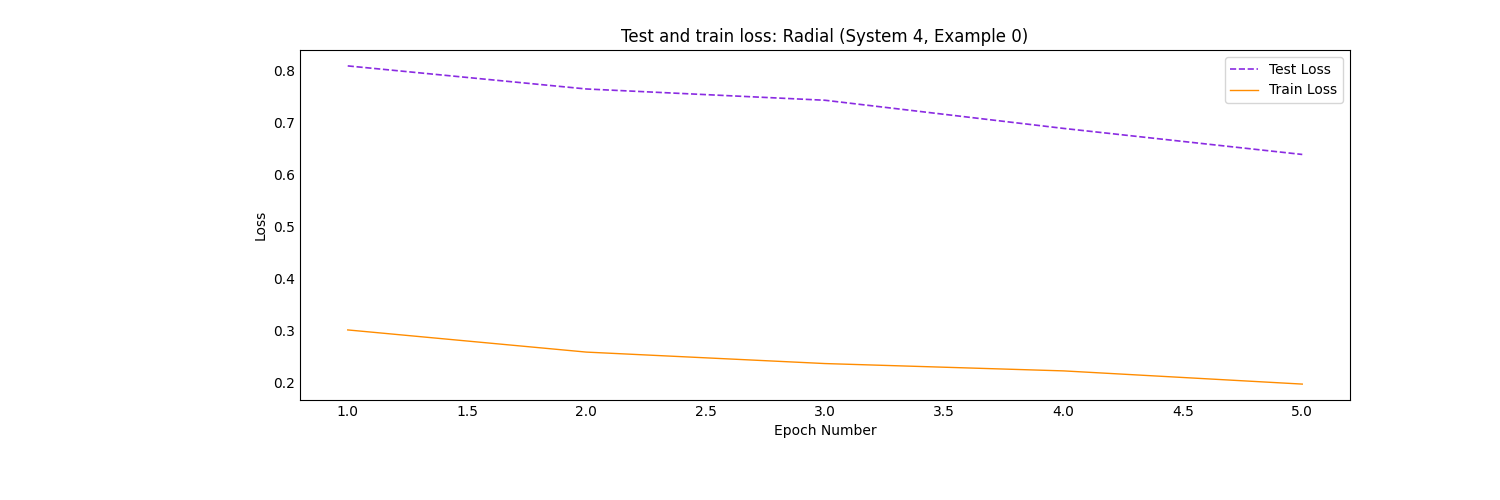 Test and train loss: Radial (System 4, Example 0)
Test Loss
Train Loss
Loss
0.8
0.7
0.6
0.5
0.4
0.3
0.2
1.0 1.5 2.0 2.5 3.0 3.5 4.0 4.5 5.0
Epoch Number